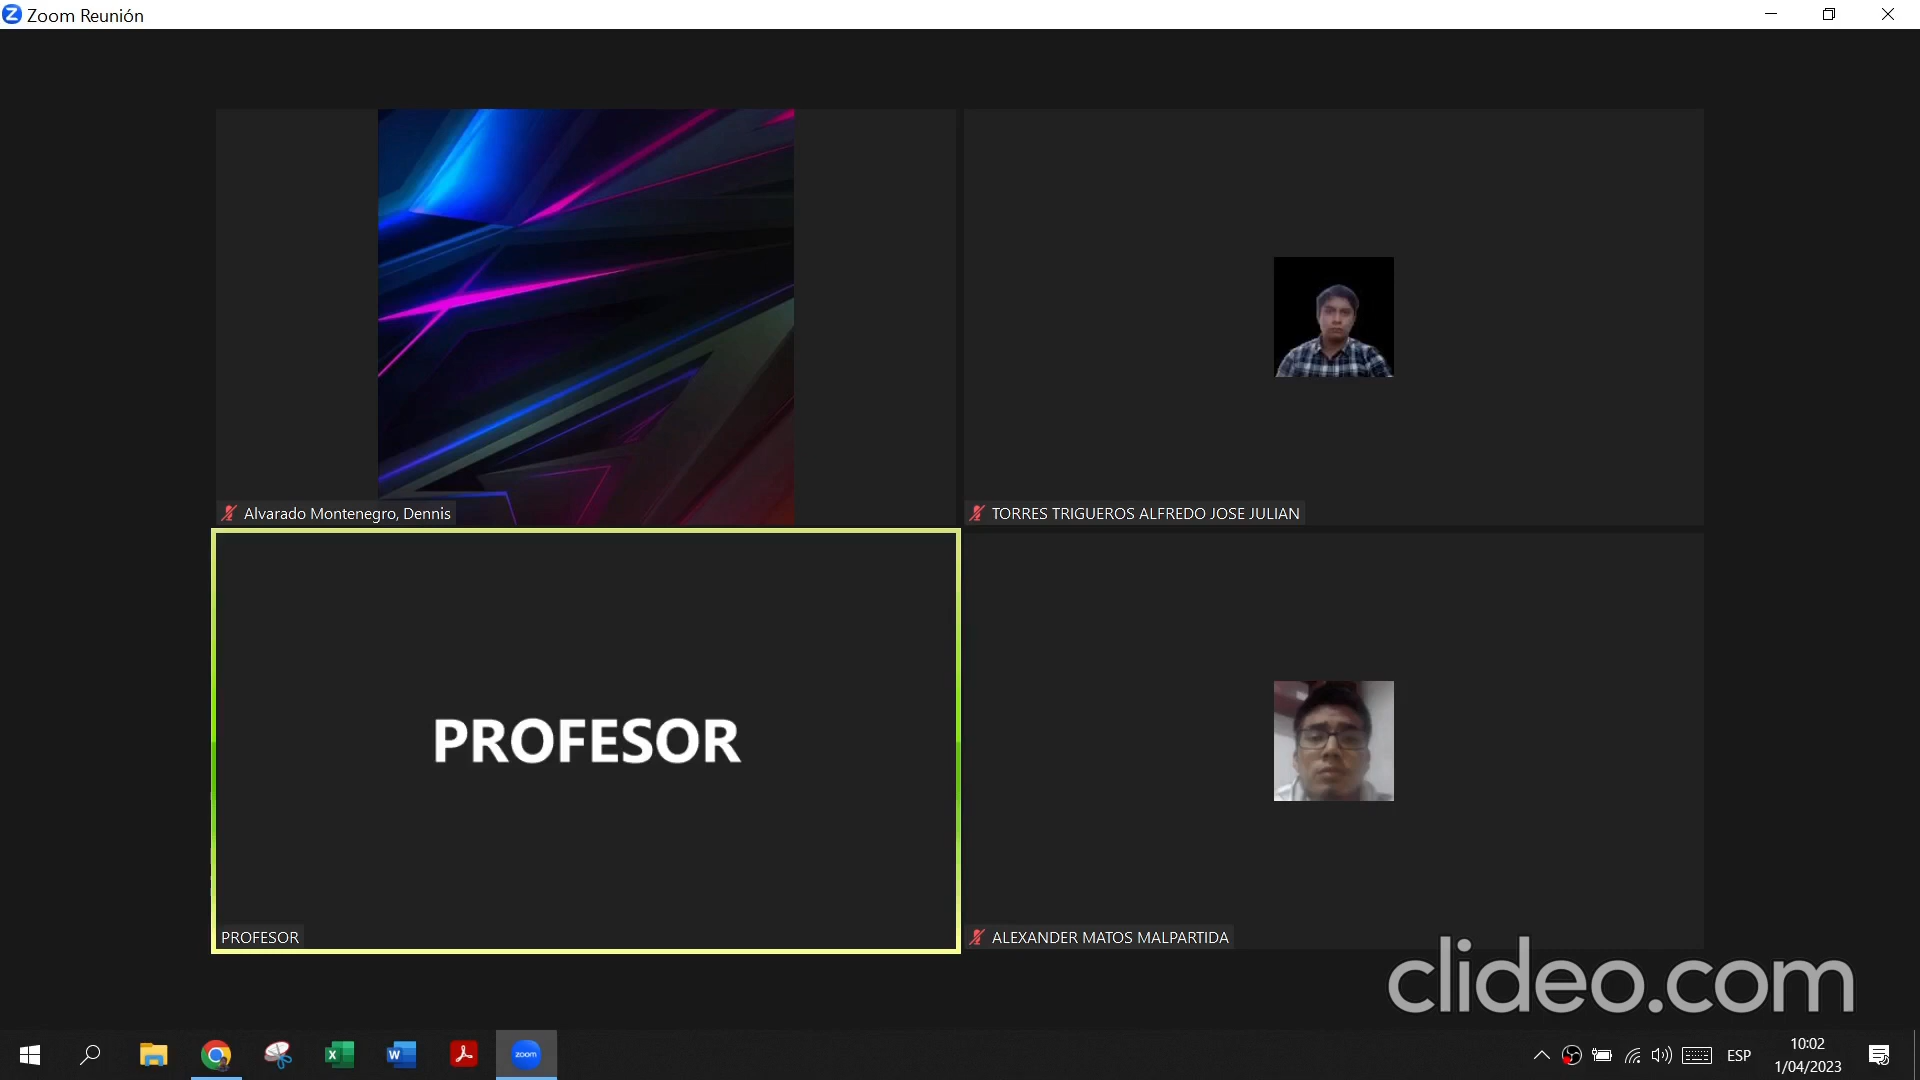 Zoom Reunión
Alvarado Montenegro, Dennis
TORRES TRIGUEROS ALFREDO JOSE JULIAN
PROFESOR
PROFESOR
ALEXANDER MATOS MALPARTIDA
clideo.com
zoom
ESP
10:02
1/04/2023